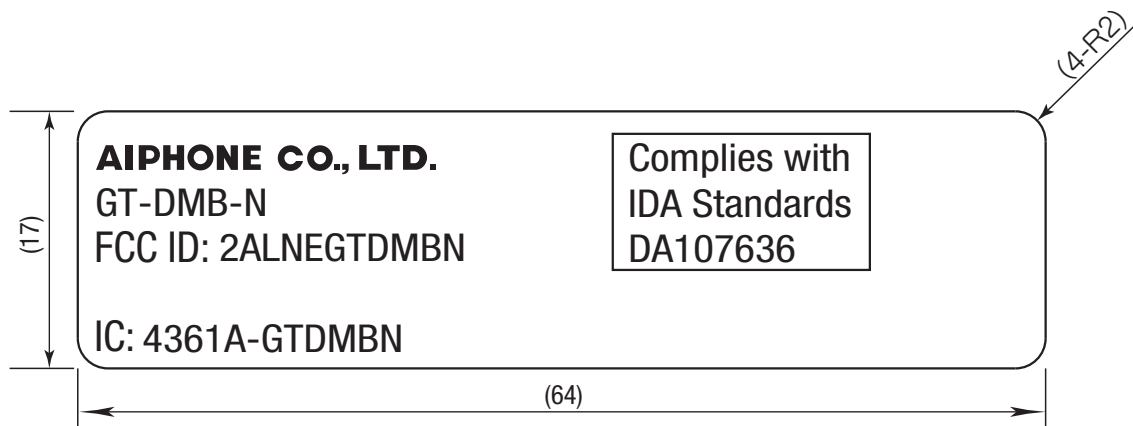 (4-R2)
AIPHONE CO., LTD.
GT-DMB-N
FCC ID: 2ALNEGTDMBN
IC: 4361A-GTDMBN
Complies with
IDA Standards
DA107636
(17)
(64)